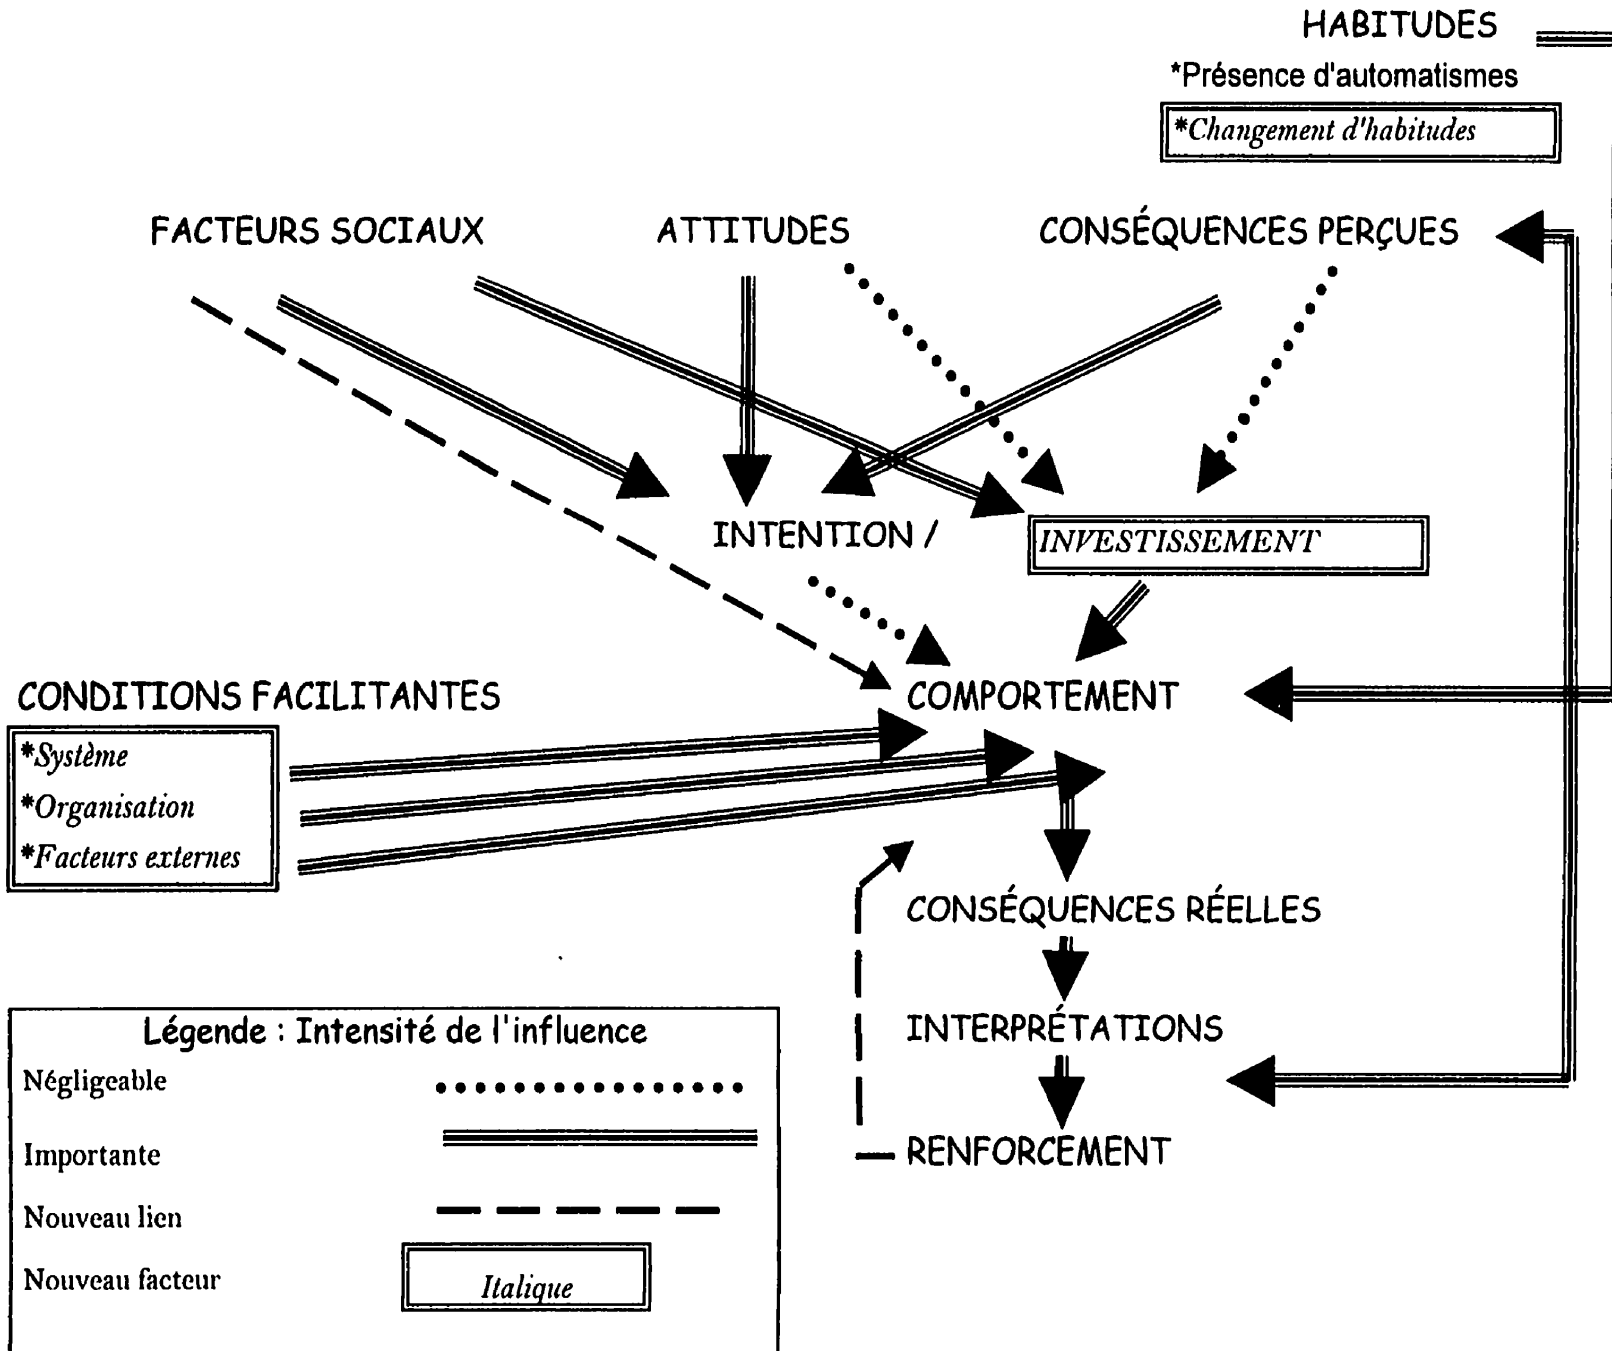 HABITUDES
*Présence d'automatismes
*Changement d'habitudes
FACTEURS SOCIAUX
ATTITUDES
CONSÉQUENCES PERÇUES
INTENTION /
INVESTISSEMENT
CONDITIONS FACILITANTES
COMPORTEMENT
*Système
*Organisation
*Facteurs externes
CONSÉQUENCES RÉELLES
INTERPRÉTATIONS
RENFORCEMENT
Légende : Intensité de l'influence
Négligeable
Importante
Nouveau lien
Nouveau facteur
Italique